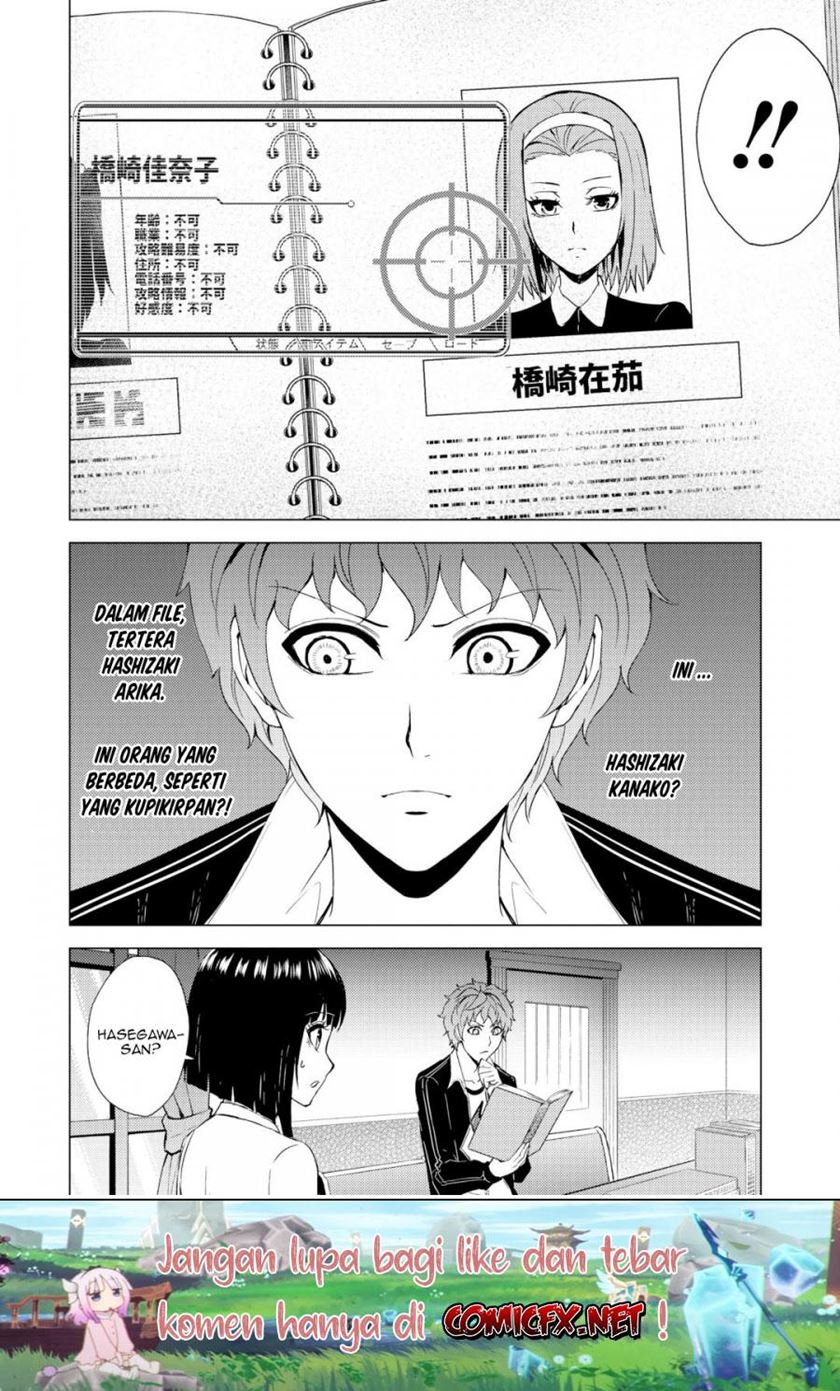 !!
橋崎佳奈子
年齢：不可
職業：不可
攻略難易度：不可
住所：不可
電話番号：不可
攻略情報：不可
好感度：不可
状態
アイテム
セーブ
ロード
橋崎在茄
INI ...
HASHIZAKI
KANAKO?
DALAM FILE,
TERTERA
HASHIZAKI
ARIKA.
INI ORANG YANG
BERBEDA, SEPERTI
YANG KUPIKIRPAN?!
HASEGAWA-
SAN?
Jangan lupa bagi like dan tebar
komen hanya di COMICFX.NET !